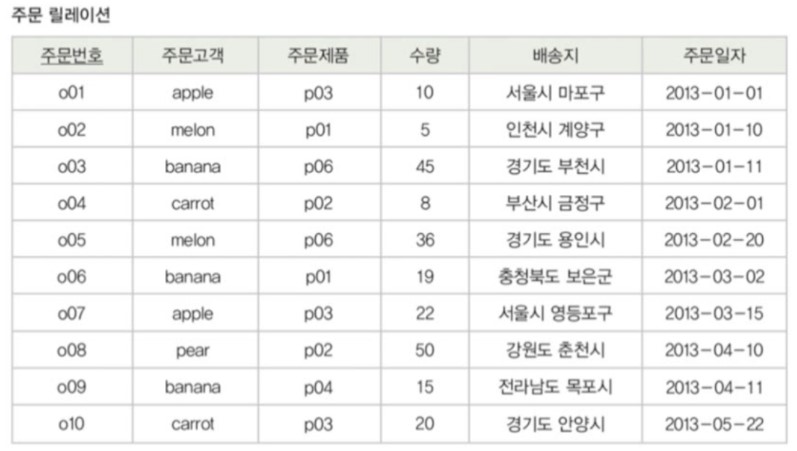 주문 릴레이션
주문번호 주문고객 주문제품 수량 배송지 주문일자
o01 apple p03 10 서울시 마포구 2013-01-01
o02 melon p01 5 인천시 계양구 2013-01-10
o03 banana p06 45 경기도 부천시 2013-01-11
o04 carrot p02 8 부산시 금정구 2013-02-01
o05 melon p06 36 경기도 용인시 2013-02-20
o06 banana p01 19 충청북도 보은군 2013-03-02
o07 apple p03 22 서울시 영등포구 2013-03-15
o08 pear p02 50 강원도 춘천시 2013-04-10
o09 banana p04 15 전라남도 목포시 2013-04-11
o10 carrot p03 20 경기도 안양시 2013-05-22